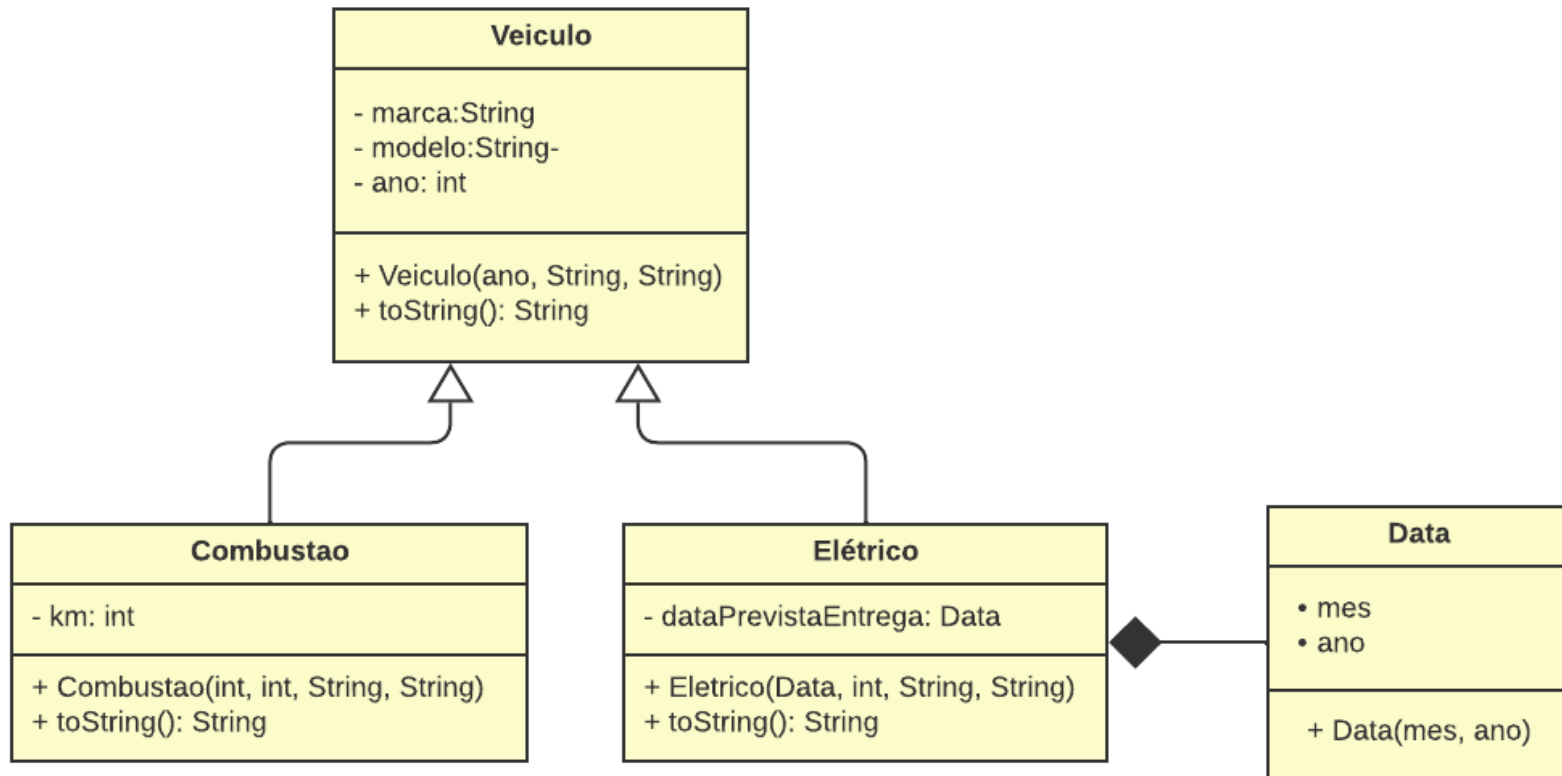 Veiculo
- marca:String
- modelo:String-
- ano: int
+ Veiculo(ano, String, String)
+ toString(): String
Combustao
- km: int
+ Combustao(int, int, String, String)
+ toString(): String
Elétrico
- dataPrevistaEntrega: Data
+ Eletrico(Data, int, String, String)
+ toString(): String
Data
• mes
• ano
+ Data(mes, ano)